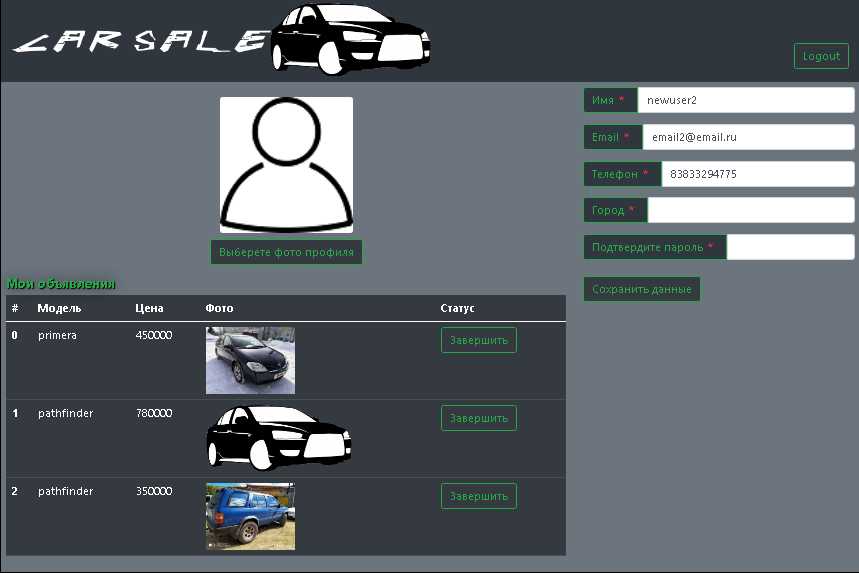 CAR SALE
Logout
Имя * newuser2
Email * email2@email.ru
Телефон * 83833294775
Город *
Подтвердите пароль *
Сохранить данные
Выберете фото профиля
Мои объявления
# Модель Цена Фото Статус
0 primera 450000 Завершить
1 pathfinder 780000 Завершить
2 pathfinder 350000 Завершить